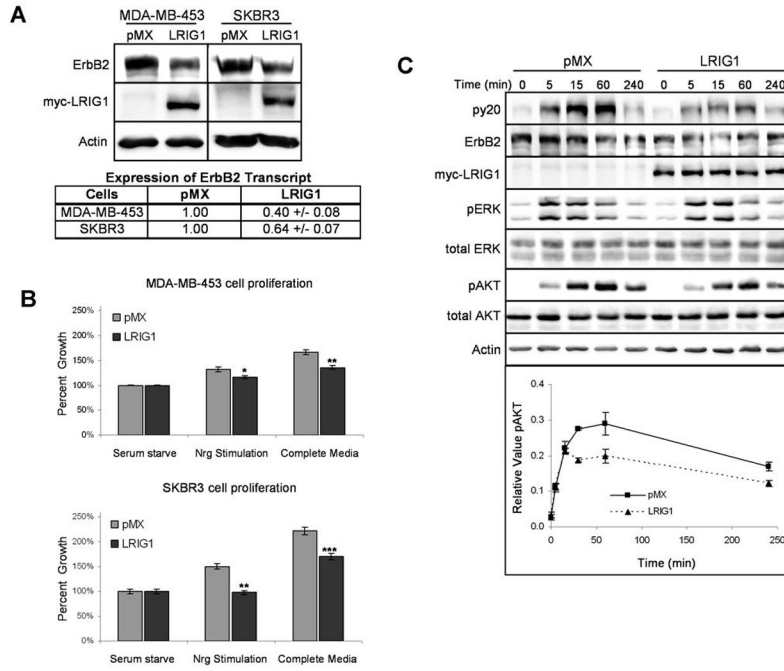 A
MDA-MB-453 SKBR3
pMX LRIG1 pMX LRIG1
ErbB2
myc-LRIG1
Actin
Expression of ErbB2 Transcript
Cells pMX LRIG1
MDA-MB-453 1.00 0.40 +/- 0.08
SKBR3 1.00 0.64 +/- 0.07
B
MDA-MB-453 cell proliferation
Percent Growth
250%
200%
150%
100%
50%
0%
pMX
LRIG1
*
**
Serum starve Nrg Stimulation Complete Media
SKBR3 cell proliferation
Percent Growth
250%
200%
150%
100%
50%
0%
pMX
LRIG1
**
***
Serum starve Nrg Stimulation Complete Media
C
pMX LRIG1
Time (min) 0 5 15 60 240 0 5 15 60 240
py20
ErbB2
myc-LRIG1
pERK
total ERK
pAKT
total AKT
Actin
Relative Value pAKT
0.4
0.3
0.2
0.1
0.0
pMX
LRIG1
0 50 100 150 200 250
Time (min)